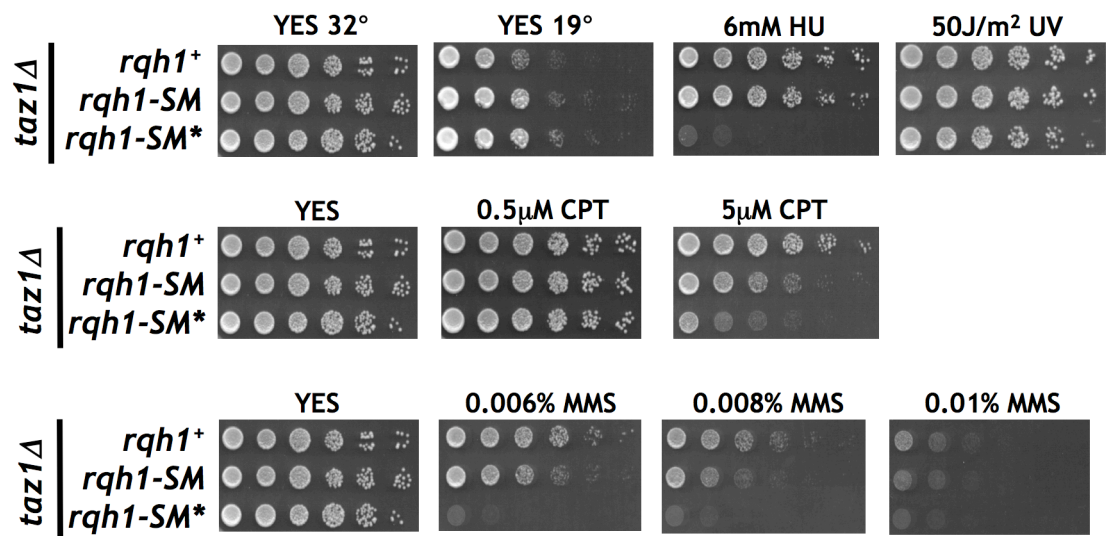 YES 32° YES 19° 6mM HU 50J/m² UV
taz1Δ
rqh1⁺
rqh1-SM
rqh1-SM*
YES 0.5μM CPT 5μM CPT
taz1Δ
rqh1⁺
rqh1-SM
rqh1-SM*
YES 0.006% MMS 0.008% MMS 0.01% MMS
taz1Δ
rqh1⁺
rqh1-SM
rqh1-SM*